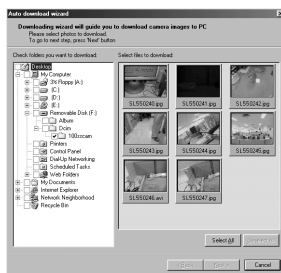 Auto download wizard
Downloading wizard will guide you to download camera images to PC
Please select photos to download.
To go to next step, press 'Next' button
Check folders you want to download:
Select files to download:
Desktop
My Computer
3½ Floppy (A:)
(C:)
(D:)
(E:)
Removable Disk (F:)
Album
Dcim
100sscam
Printers
Control Panel
Dial-Up Networking
Scheduled Tasks
Web Folders
My Documents
Internet Explorer
Network Neighborhood
Recycle Bin
SL550240.jpg
SL550241.jpg
SL550242.jpg
SL550243.jpg
SL550244.jpg
SL550245.jpg
SL550246.avi
SL550247.jpg
Select All
Cancel